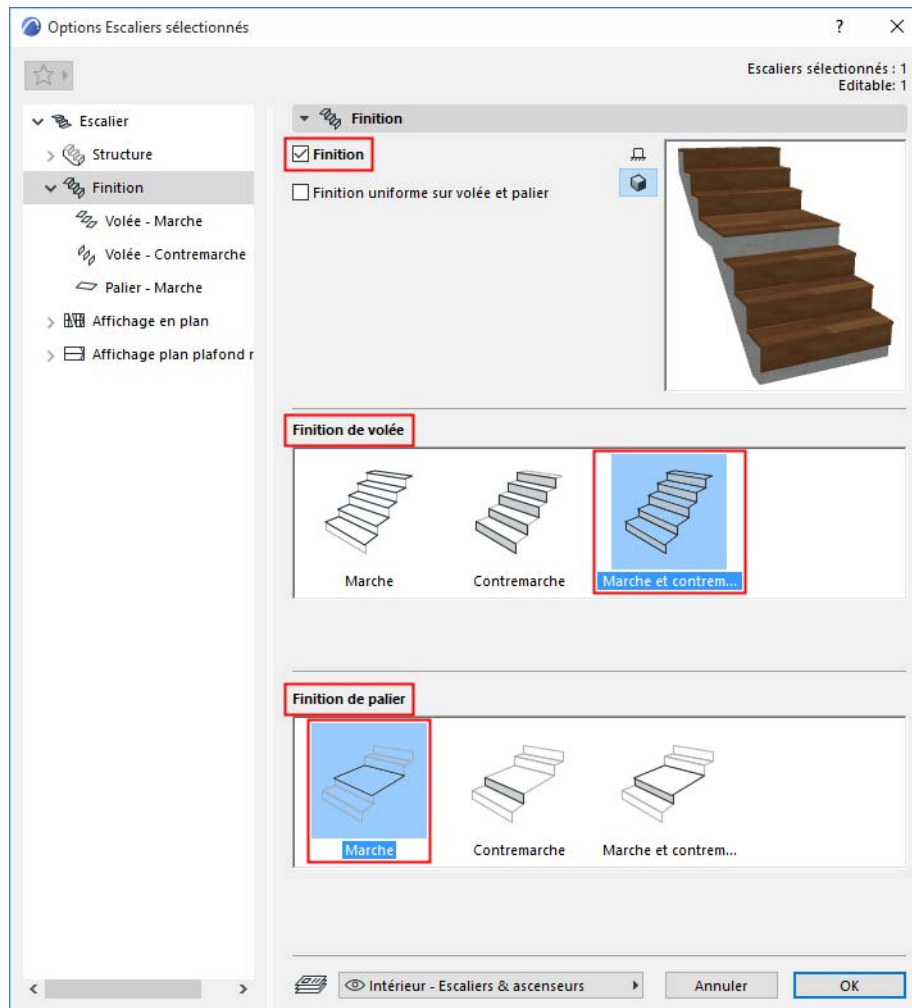 Options Escaliers sélectionnés
?
Escaliers sélectionnés : 1
Editable: 1
Escalier
Structure
Finition
Volée - Marche
Volée - Contremarche
Palier - Marche
Affichage en plan
Affichage plan plafond r
Finition
Finition
Finition uniforme sur volée et palier
Finition de volée
Marche
Contremarche
Marche et contrem...
Finition de palier
Marche
Contremarche
Marche et contrem...
Intérieur - Escaliers & ascenseurs
Annuler
OK